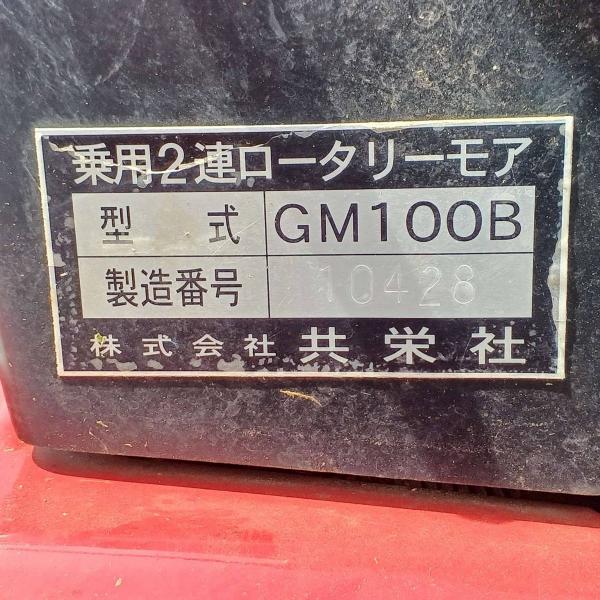 乗用2連ロータリーモア
型式 GM100B
製造番号 10428
株式会社 共栄社